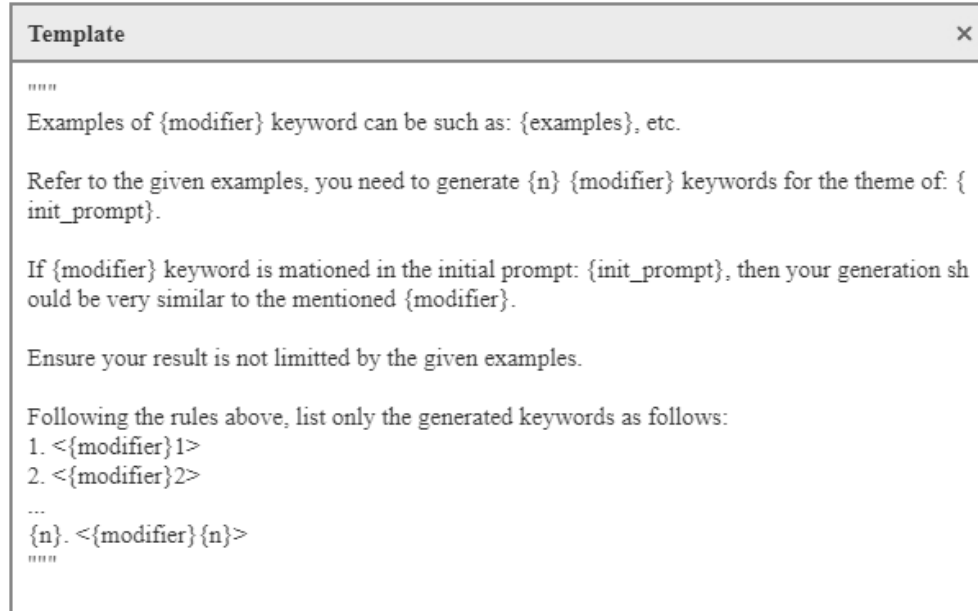 Template ×
"""
Examples of {modifier} keyword can be such as: {examples}, etc.
Refer to the given examples, you need to generate {n} {modifier} keywords for the theme of: {
init_prompt}.
If {modifier} keyword is mationed in the initial prompt: {init_prompt}, then your generation sh
ould be very similar to the mentioned {modifier}.
Ensure your result is not limitted by the given examples.
Following the rules above, list only the generated keywords as follows:
1. <{modifier}1>
2. <{modifier}2>
...
{n}. <{modifier}{n}>
"""